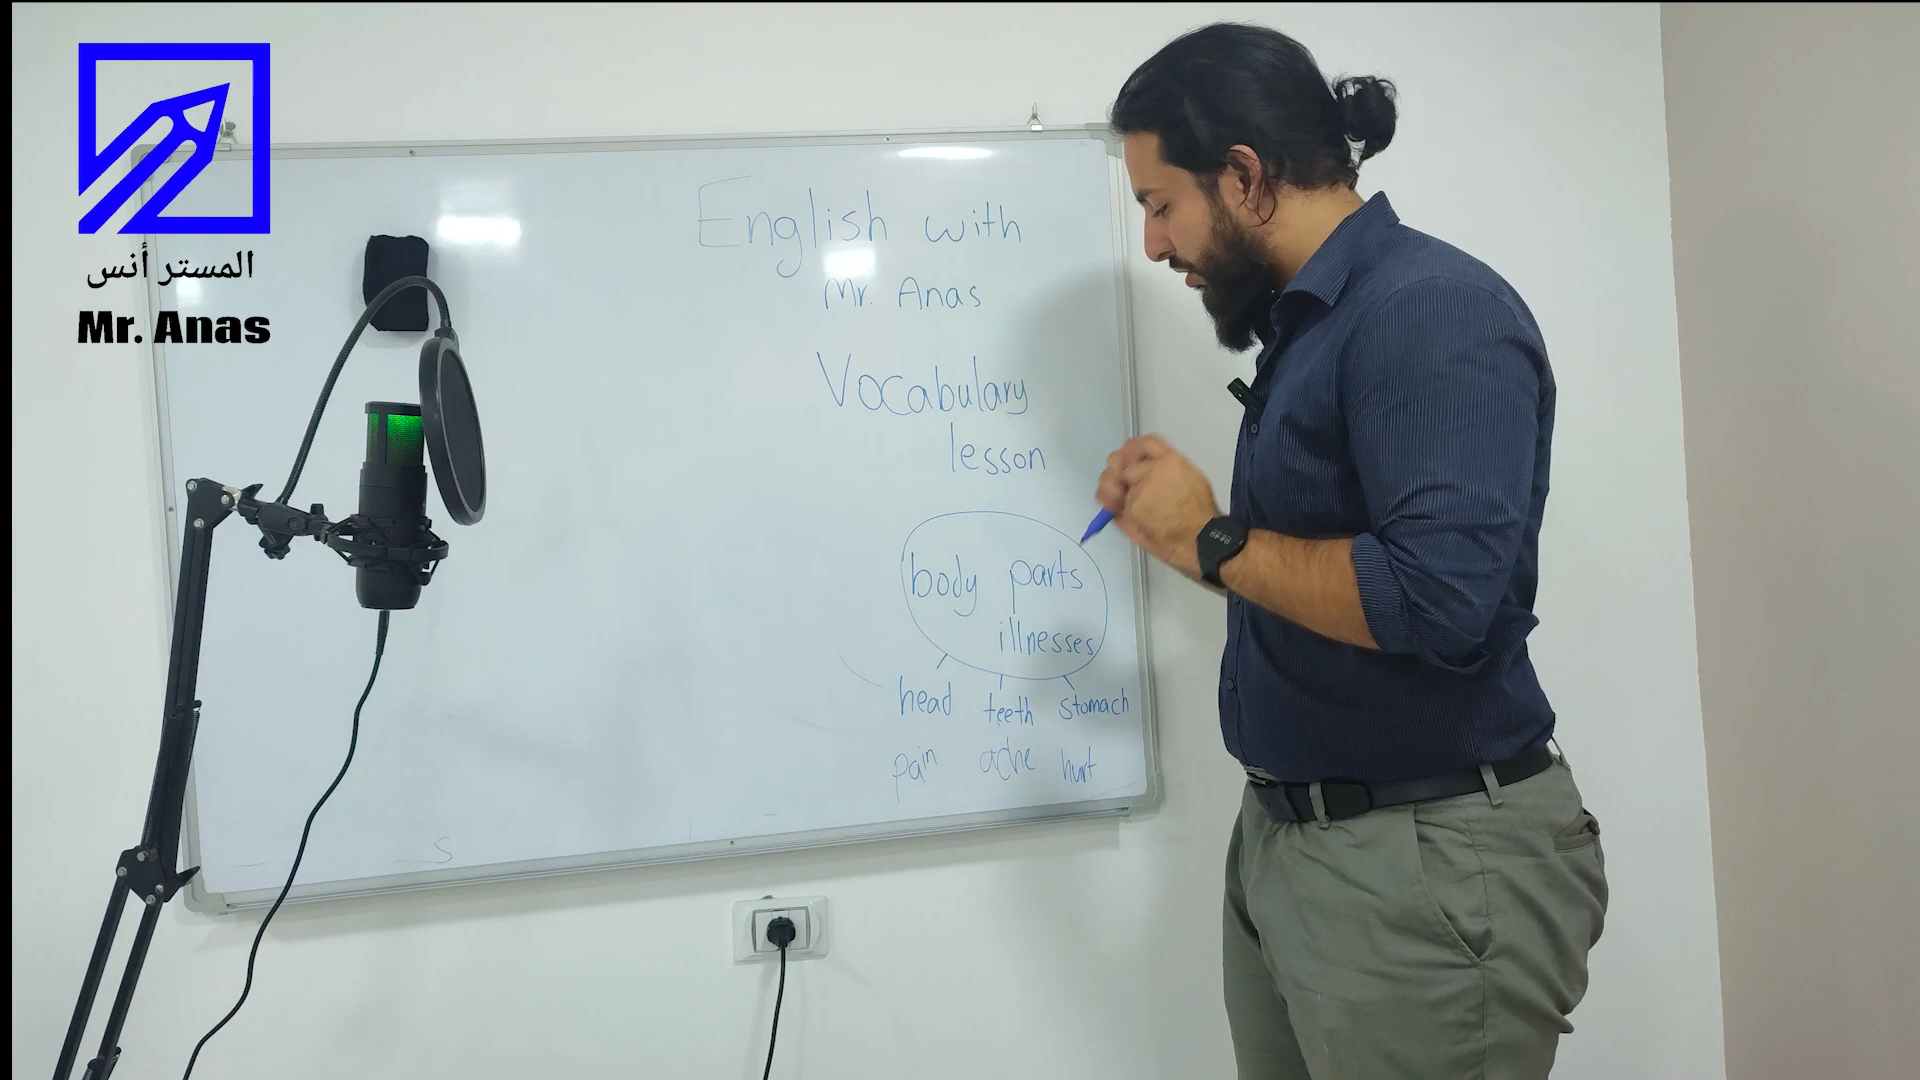 المستر أنس
Mr. Anas
English with
Mr. Anas
Vocabulary
lesson
body parts
illnesses
head teeth stomach
pain ache hurt
S